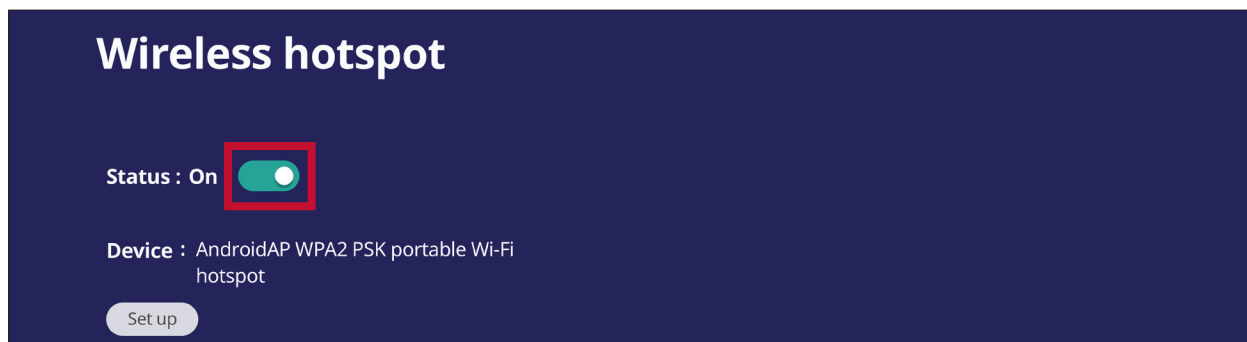 Wireless hotspot
Status : On
Device : AndroidAP WPA2 PSK portable Wi-Fi
hotspot
Set up